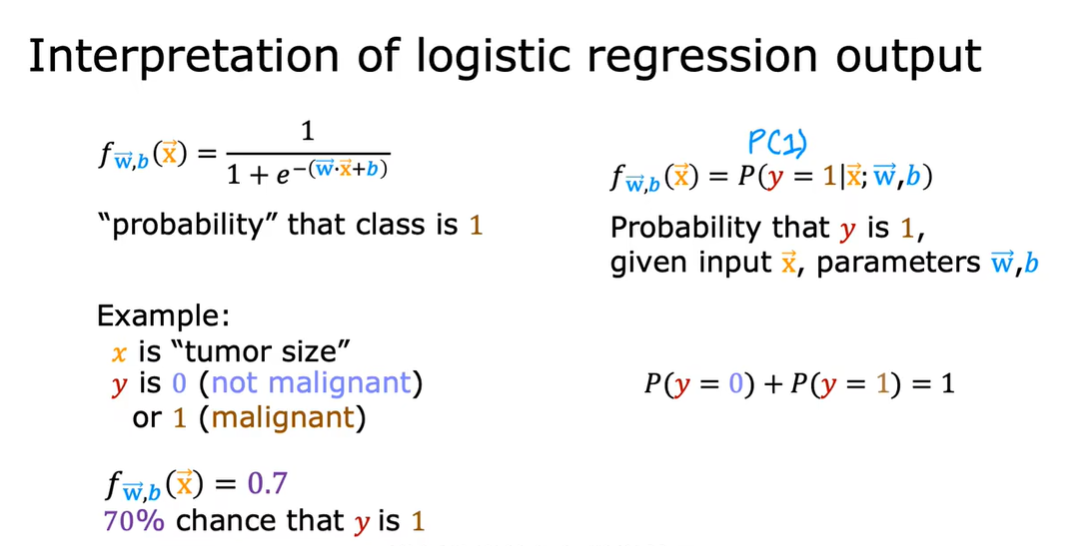 Interpretation of logistic regression output
f_{\vec{w},b}(\vec{x}) = \frac{1}{1 + e^{-(\vec{w}·\vec{x}+b)}}
“probability” that class is 1
Example:
x is “tumor size”
y is 0 (not malignant)
or 1 (malignant)
f_{\vec{w},b}(\vec{x}) = 0.7
70% chance that y is 1
P(1)
f_{\vec{w},b}(\vec{x}) = P(y = 1|\vec{x}; \vec{w},b)
Probability that y is 1,
given input \vec{x}, parameters \vec{w},b
P(y = 0) + P(y = 1) = 1